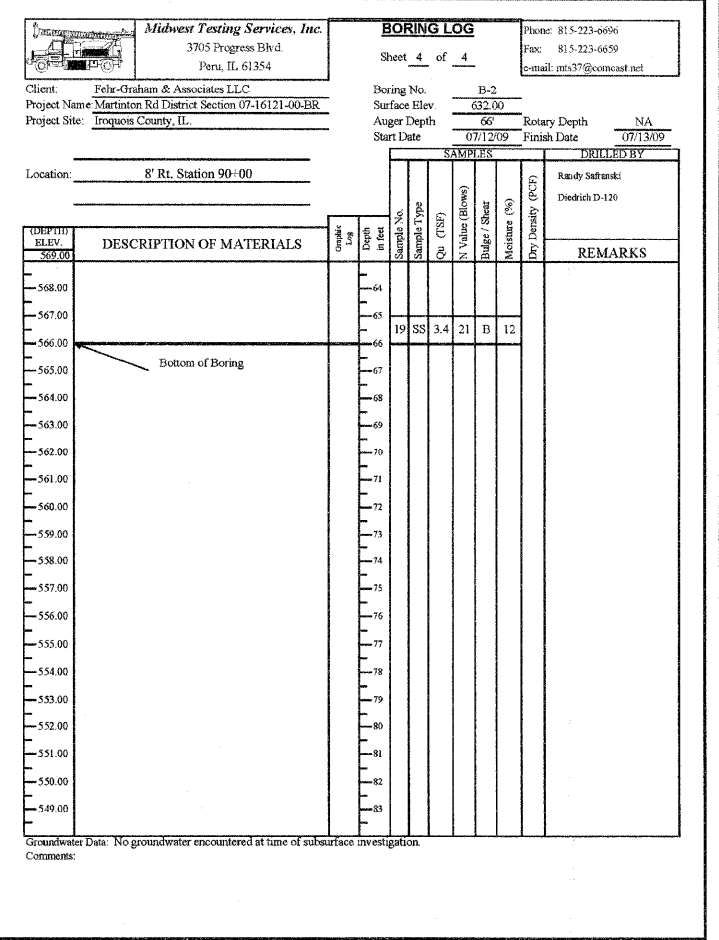 Midwest Testing Services, Inc.
3705 Progress Blvd.
Peru, IL 61354
BORING LOG
Sheet 4 of 4
Phone: 815-223-6696
Fax: 815-223-6659
e-mail: mts37@comcast.net
Client: Fehr-Graham & Associates LLC
Project Name: Martinton Rd District Section 07-16121-00-BR
Project Site: Iroquois County, IL.
Boring No. B-2
Surface Elev. 632.00
Auger Depth 66' Rotary Depth NA
Start Date 07/12/09 Finish Date 07/13/09
Location: 8' Rt. Station 90+00
SAMPLES
DRILLED BY
Randy Safranski
Diedrich D-120
(DEPTH)
ELEV.
569.00
DESCRIPTION OF MATERIALS
Graphic Log
Depth in feet
Sample No.
Sample Type
Qu (TSF)
N Value (Blows)
Bulge / Shear
Moisture (%)
Dry Density (PCF)
REMARKS
568.00 64
567.00 65
19 SS 3.4 21 B 12
566.00 66
Bottom of Boring
565.00 67
564.00 68
563.00 69
562.00 70
561.00 71
560.00 72
559.00 73
558.00 74
557.00 75
556.00 76
555.00 77
554.00 78
553.00 79
552.00 80
551.00 81
550.00 82
549.00 83
Groundwater Data: No groundwater encountered at time of subsurface investigation.
Comments: